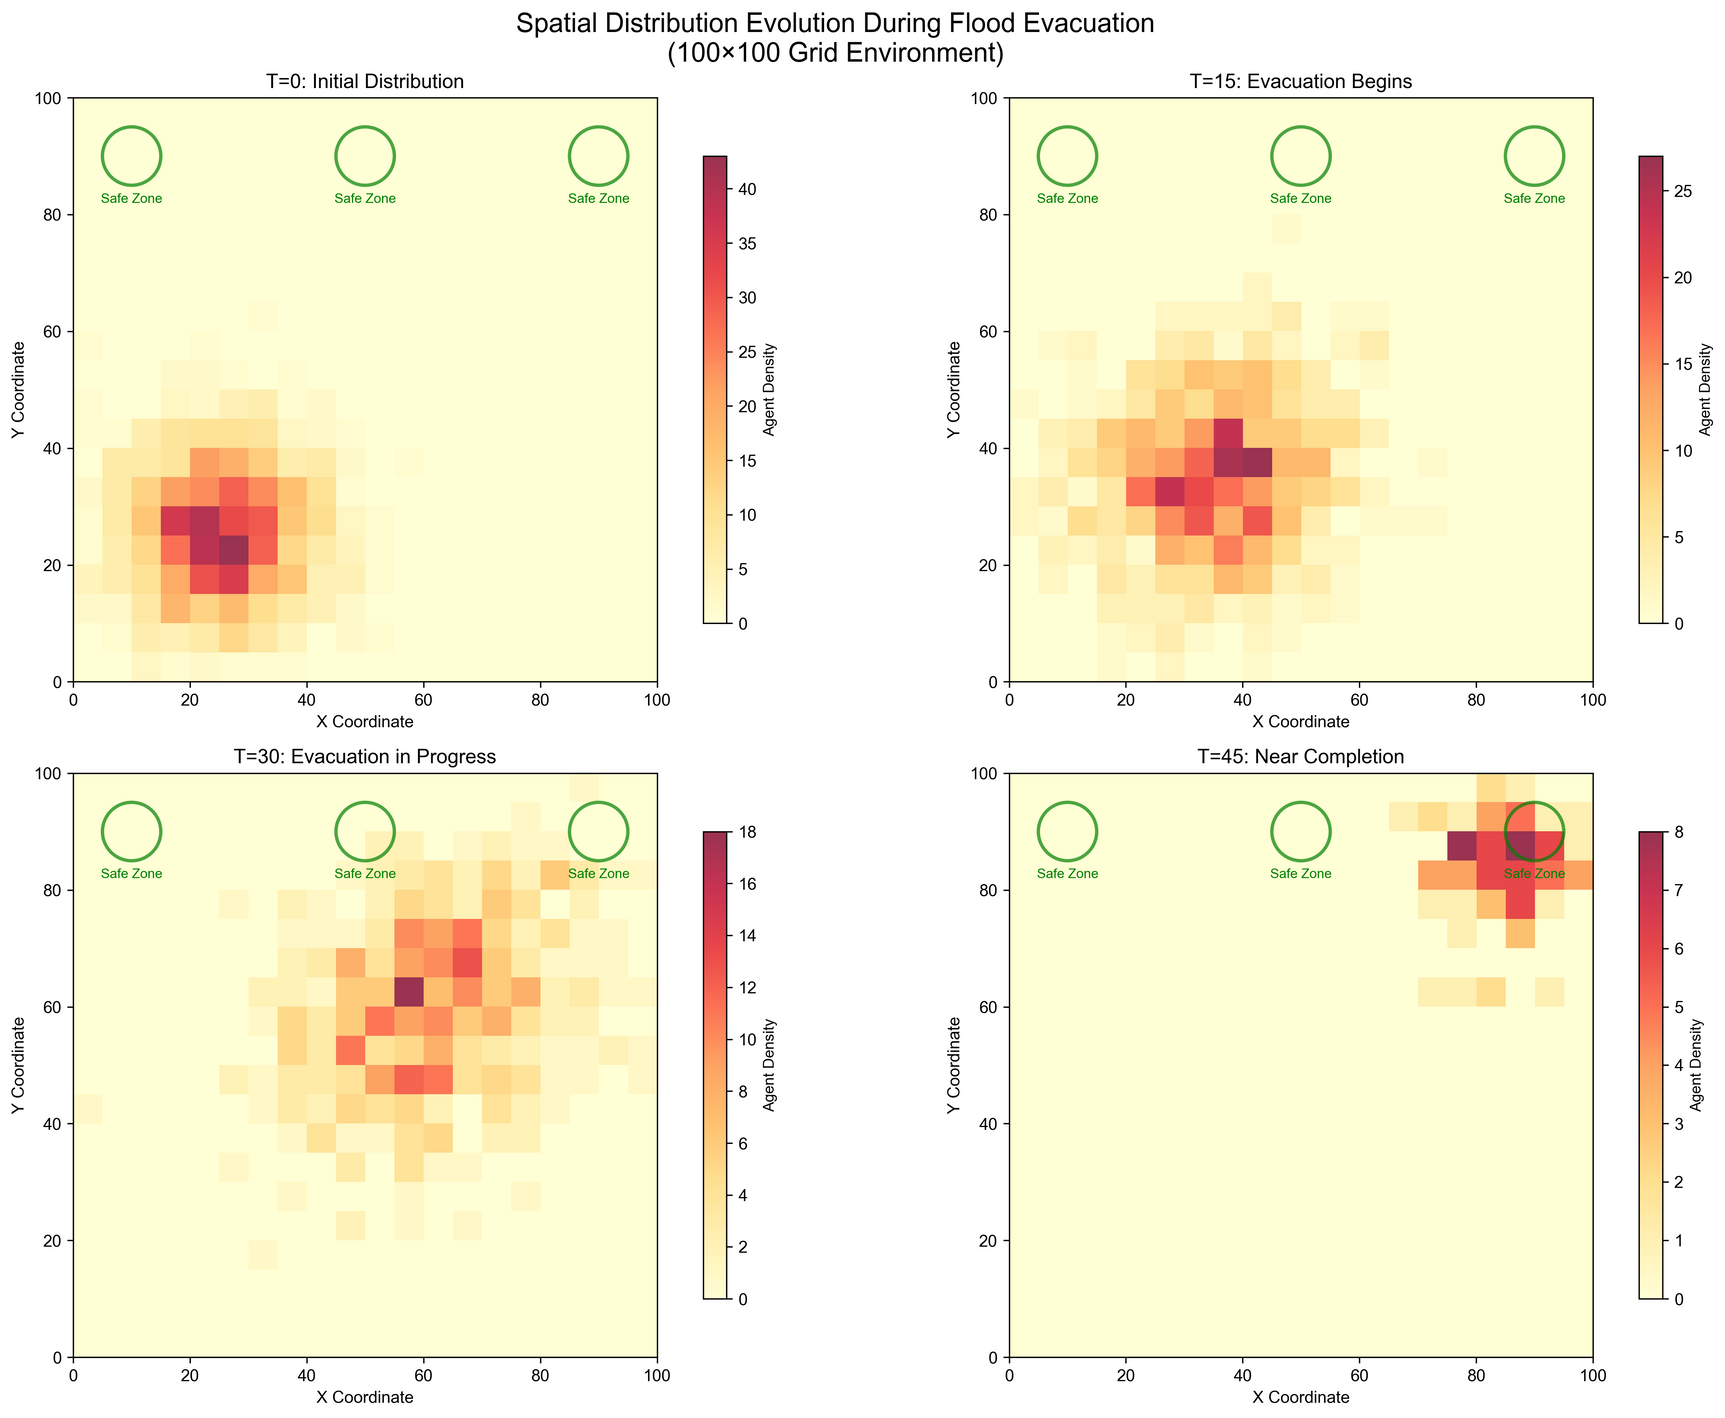 Spatial Distribution Evolution During Flood Evacuation
(100×100 Grid Environment)
T=0: Initial Distribution
100
80
60
40
20
0
Y Coordinate
Safe Zone
Safe Zone
Safe Zone
0
20
40
60
80
100
X Coordinate
40
35
30
25
20
15
10
5
0
Agent Density
T=15: Evacuation Begins
100
80
60
40
20
0
Y Coordinate
Safe Zone
Safe Zone
Safe Zone
0
20
40
60
80
100
X Coordinate
25
20
15
10
5
0
Agent Density
T=30: Evacuation in Progress
100
80
60
40
20
0
Y Coordinate
Safe Zone
Safe Zone
Safe Zone
0
20
40
60
80
100
X Coordinate
18
16
14
12
10
8
6
4
2
0
Agent Density
T=45: Near Completion
100
80
60
40
20
0
Y Coordinate
Safe Zone
Safe Zone
Safe Zone
0
20
40
60
80
100
X Coordinate
8
7
6
5
4
3
2
1
0
Agent Density